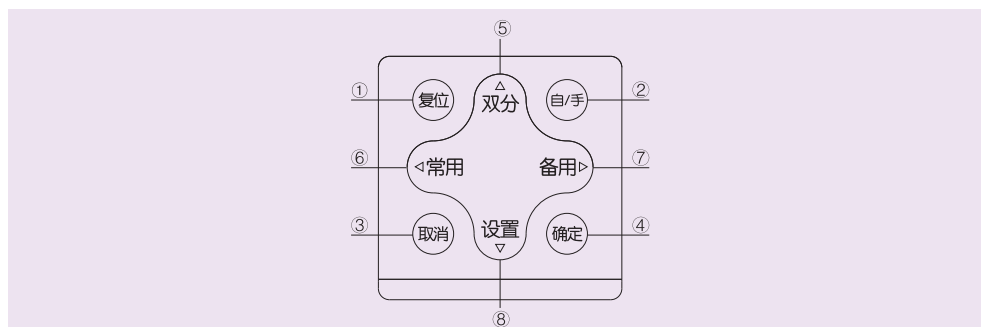 ⑤
① 复位 △ 自/手 ②
双分
⑥ ◁常用 备用▷ ⑦
③ 取消 设置 确定 ④
▽
⑧